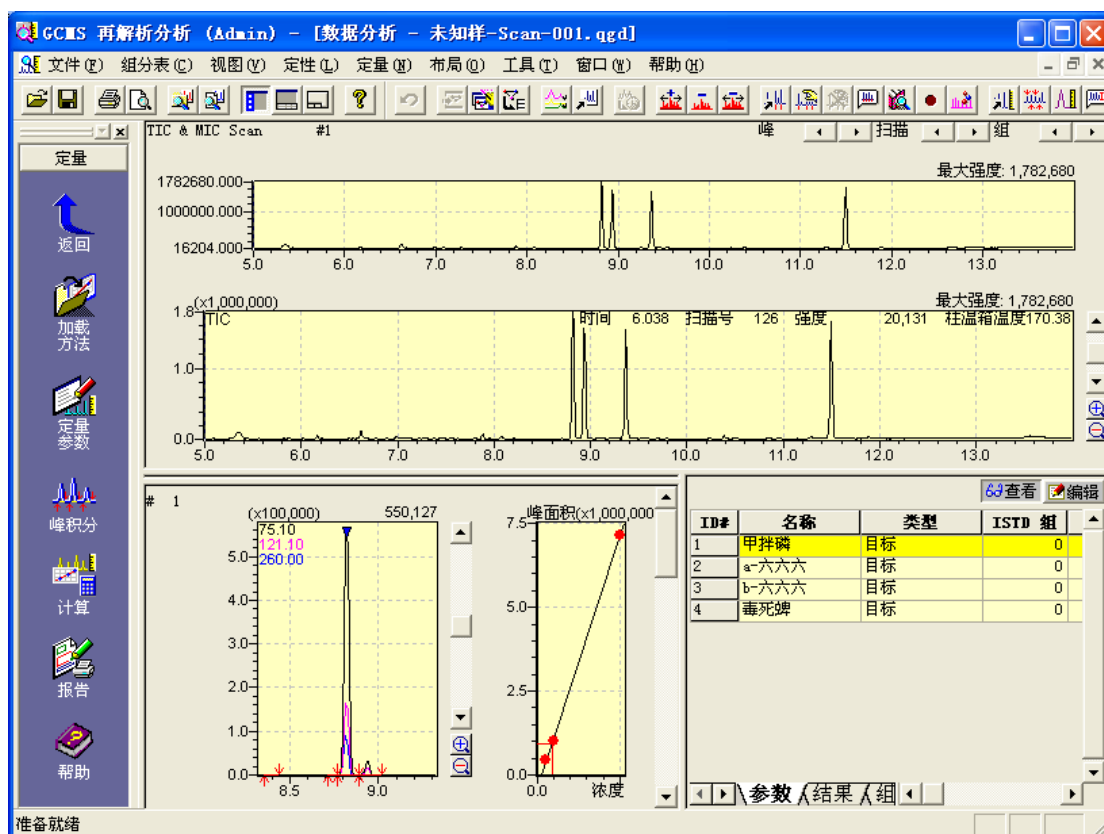 GCMS 再解析分析 (Admin) - [数据分析 - 未知样-Scan-001.qgd]
文件(F) 组分表(C) 视图(V) 定性(L) 定量(N) 布局(O) 工具(T) 窗口(W) 帮助(H)
定量
返回
加载
方法
定量
参数
峰积分
计算
报告
帮助
TIC & MIC Scan #1 峰 扫描 组
最大强度: 1,782,680
1782680.000
1000000.000
16204.000
5.0 6.0 7.0 8.0 9.0 10.0 11.0 12.0 13.0
(x1,000,000) 最大强度: 1,782,680
1.8 TIC 时间 6.038 扫描号 126 强度 20,131 柱温箱温度170.38
1.0
0.0
5.0 6.0 7.0 8.0 9.0 10.0 11.0 12.0 13.0
# 1
(x100,000) 550,127
75.10
121.10
260.00
5.0
4.0
3.0
2.0
1.0
0.0
8.5 9.0
峰面积(x1,000,000
7.5
5.0
2.5
0.0
0.0 浓度
查看 编辑
ID# 名称 类型 ISTD 组
1 甲拌磷 目标 0
2 a-六六六 目标 0
3 b-六六六 目标 0
4 毒死蜱 目标 0
参数 结果 组
准备就绪